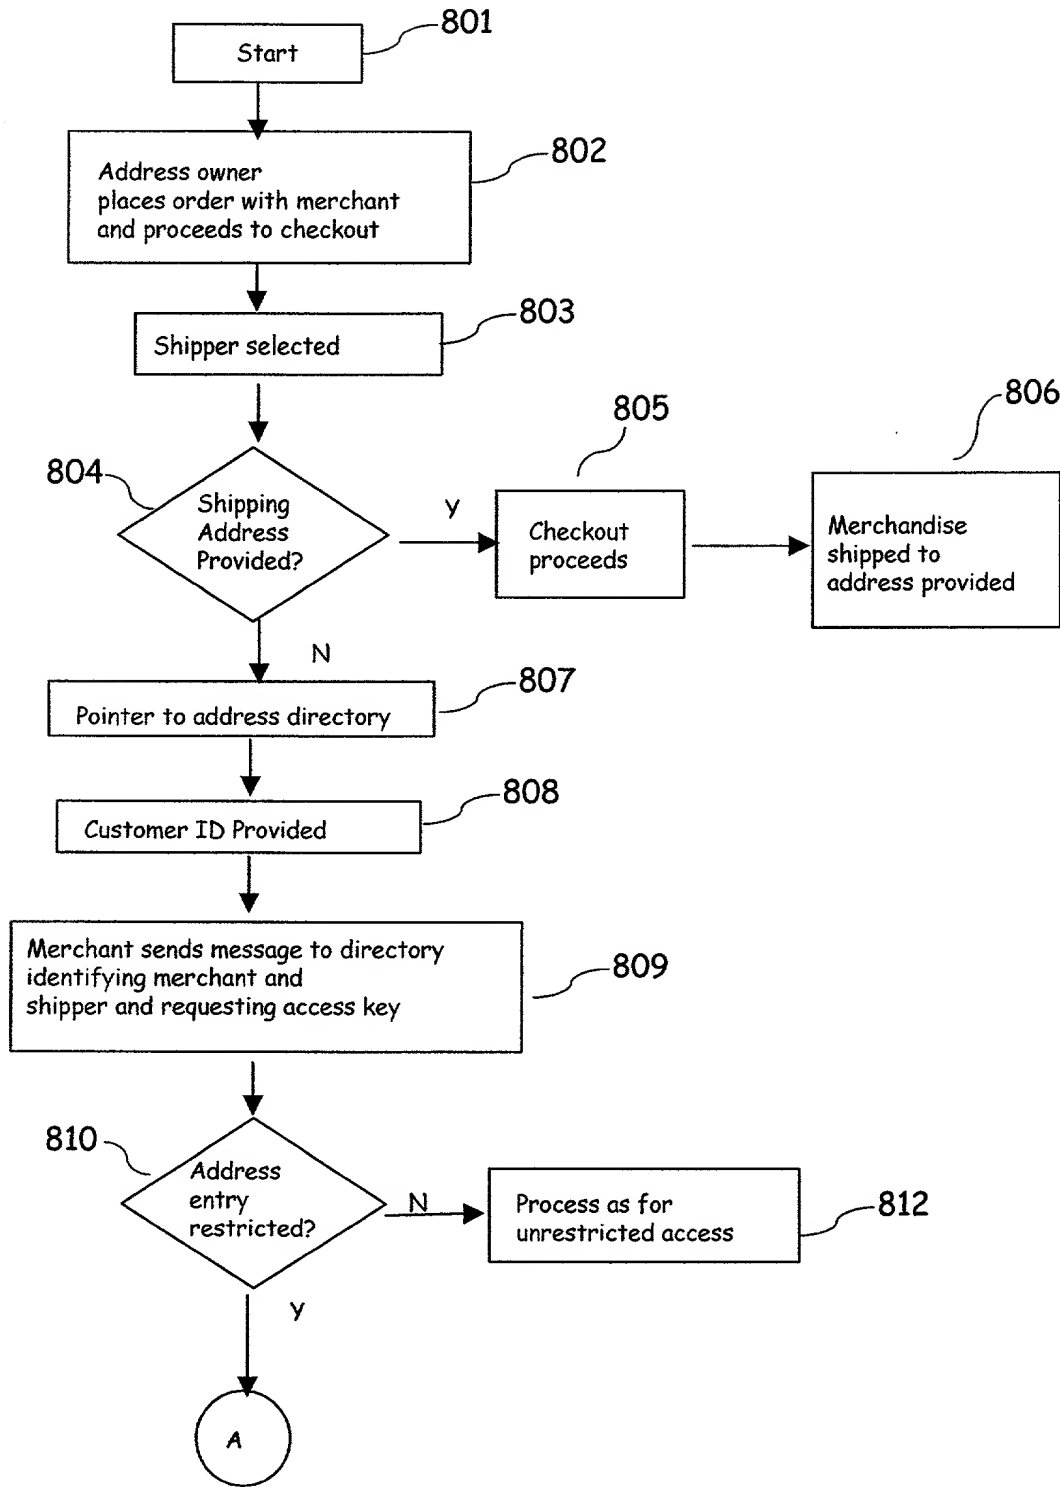 801
Start
802
Address owner
places order with merchant
and proceeds to checkout
803
Shipper selected
804
Shipping
Address
Provided?
Y
805
Checkout
proceeds
806
Merchandise
shipped to
address provided
N
807
Pointer to address directory
808
Customer ID Provided
809
Merchant sends message to directory
identifying merchant and
shipper and requesting access key
810
Address
entry
restricted?
N
Process as for
unrestricted access
812
Y
A